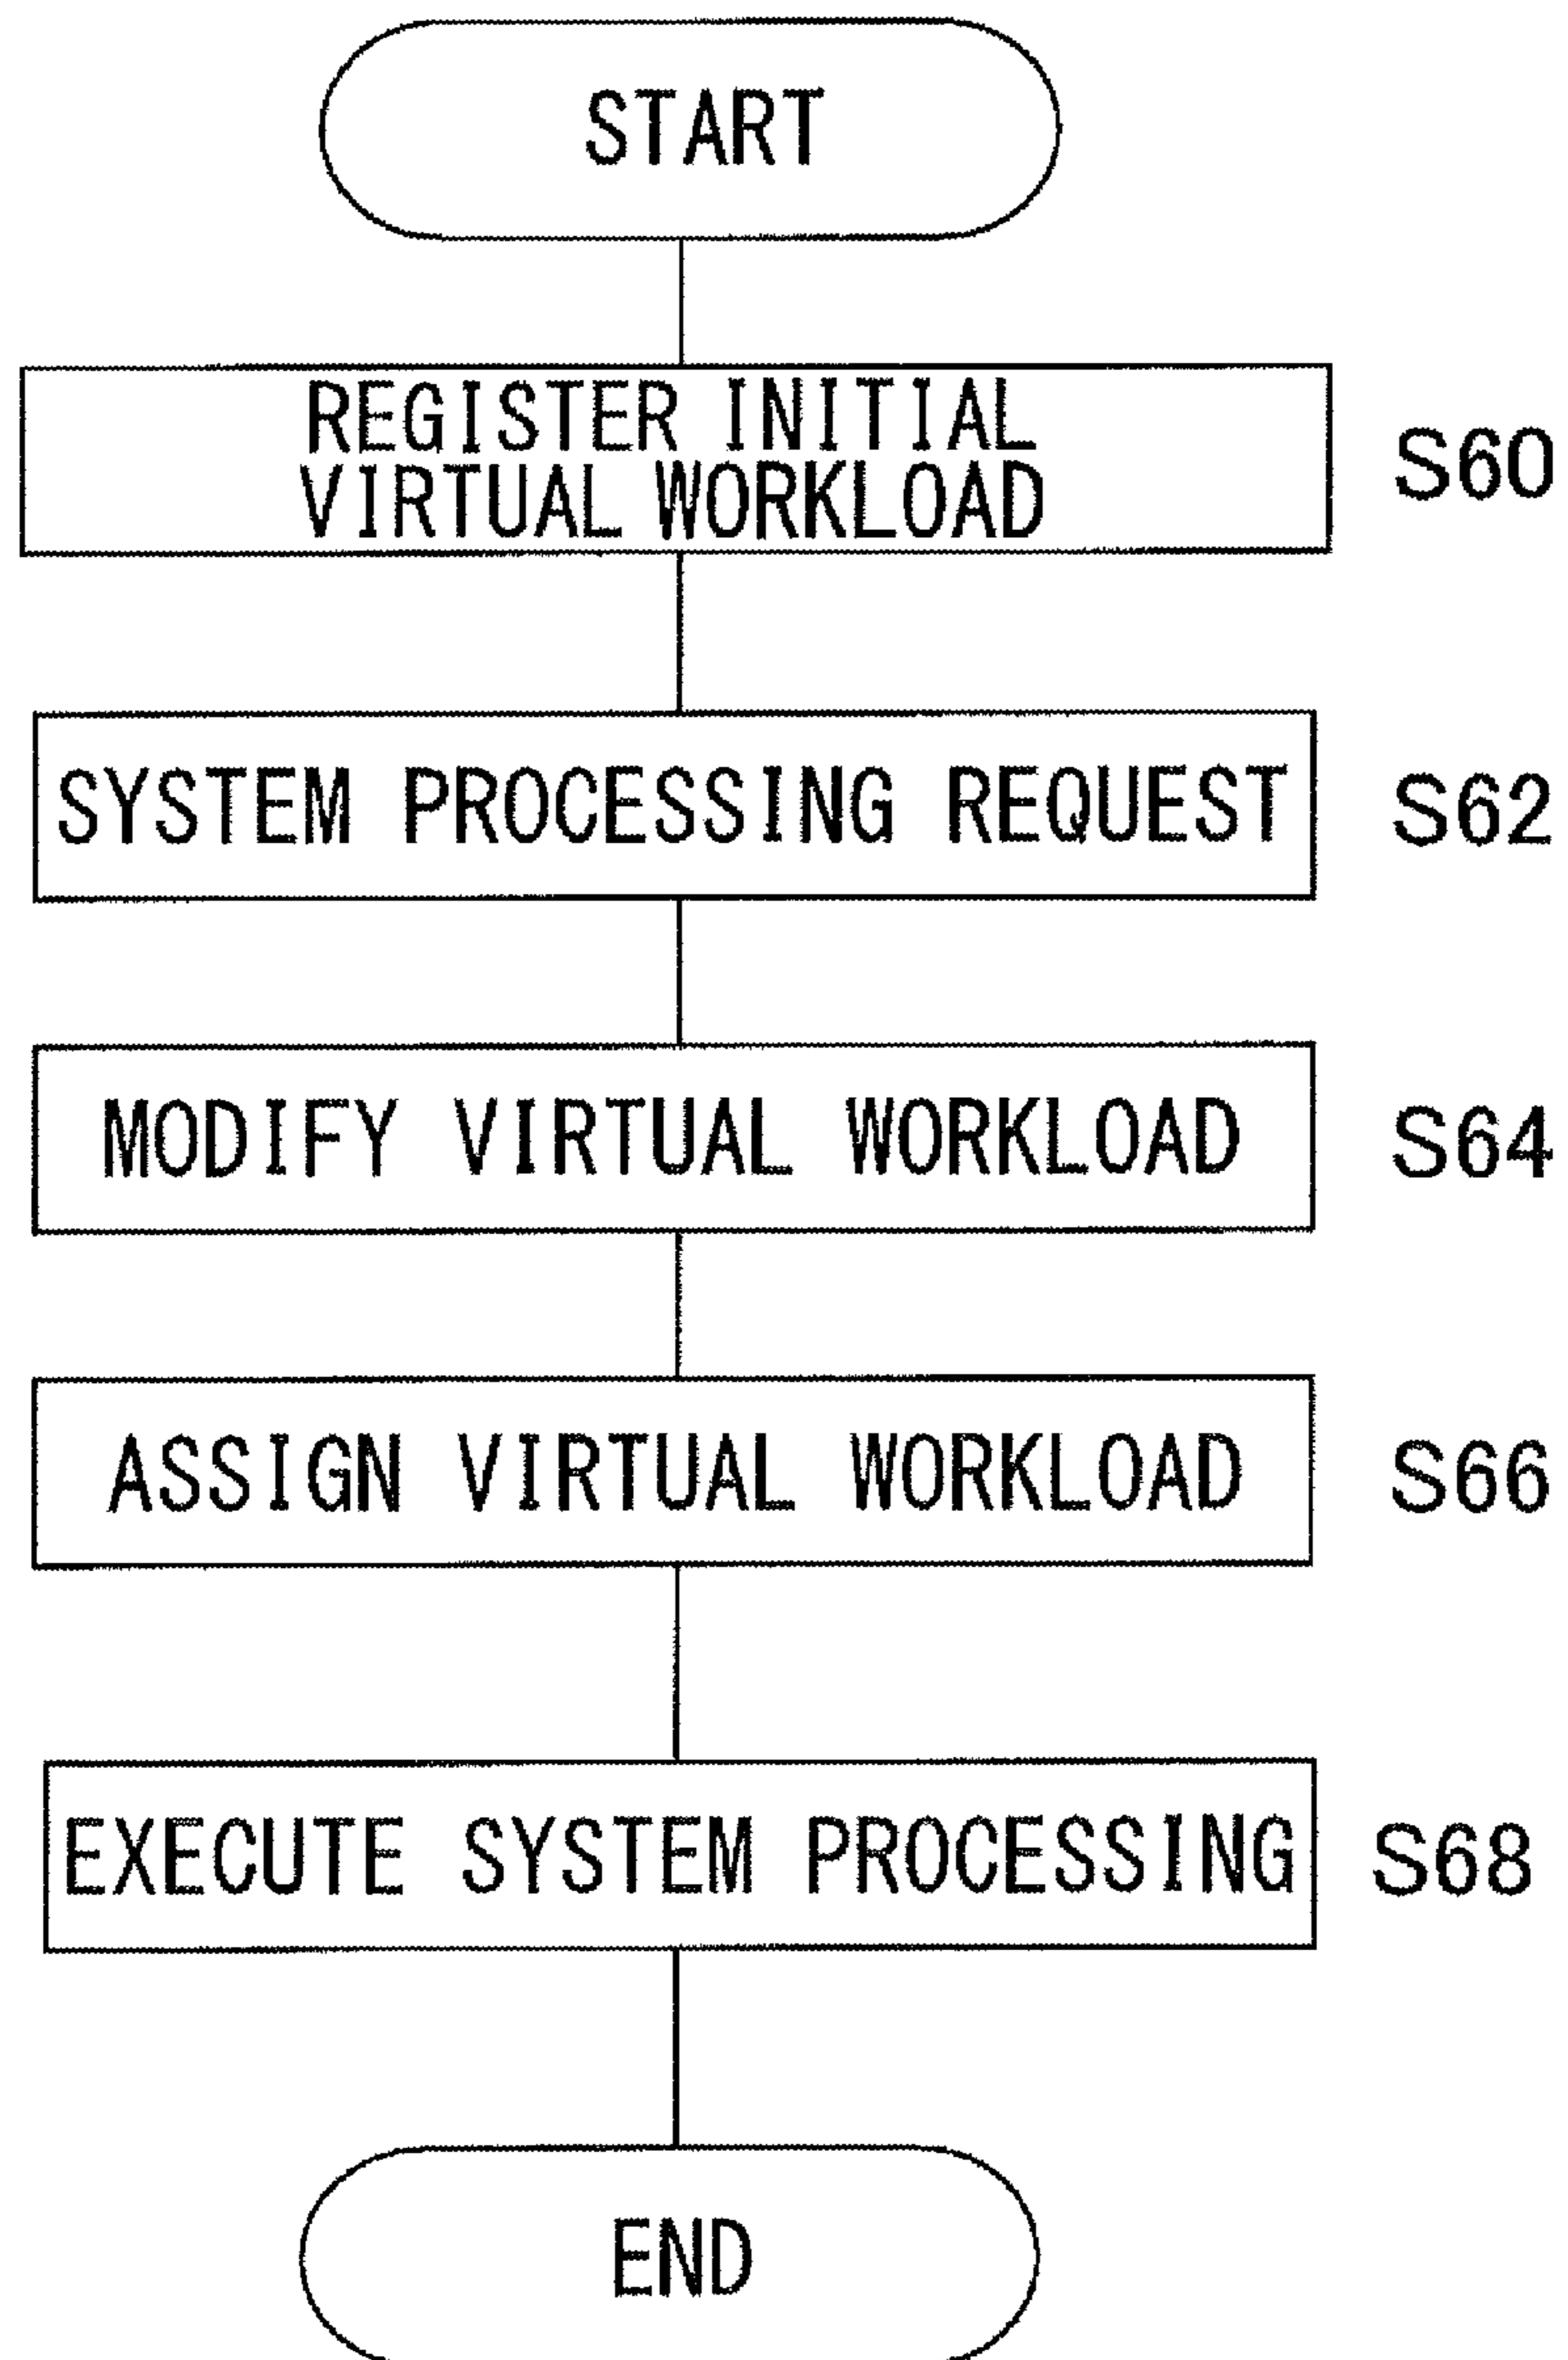 START
REGISTER INITIAL
VIRTUAL WORKLOAD
S60
SYSTEM PROCESSING REQUEST
S62
MODIFY VIRTUAL WORKLOAD
S64
ASSIGN VIRTUAL WORKLOAD
S66
EXECUTE SYSTEM PROCESSING
S68
END